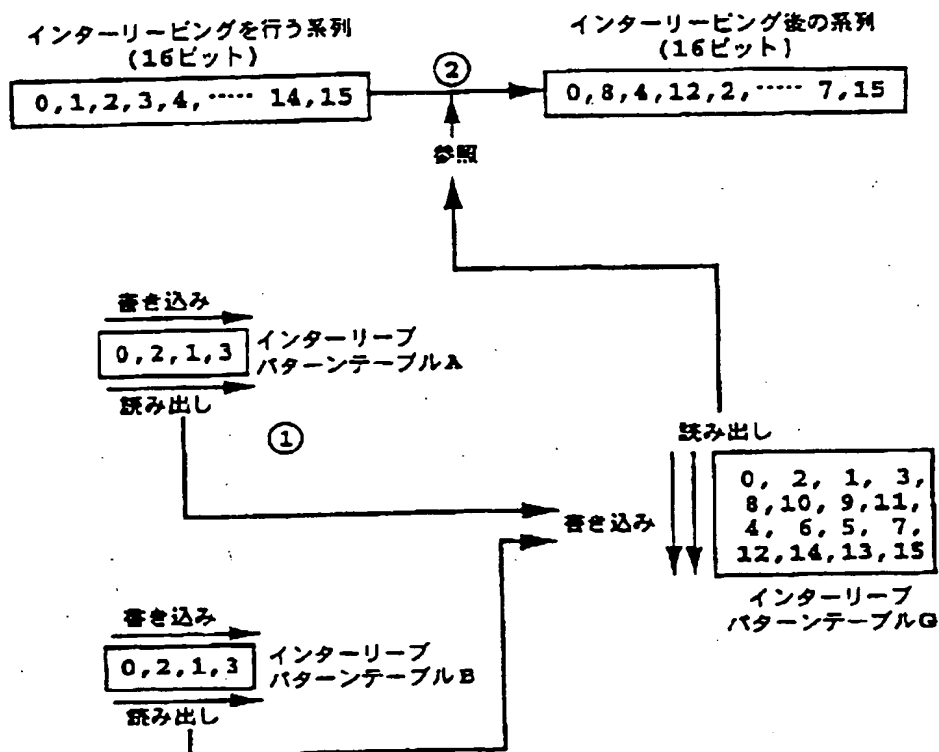 インターリービングを行う系列
(16ビット)
0,1,2,3,4,····· 14,15
②
インターリービング後の系列
(16ビット)
0,8,4,12,2,····· 7,15
参照
書き込み
0,2,1,3
インターリーブ
パターンテーブルA
読み出し
①
読み出し
書き込み
0, 2, 1, 3,
8,10, 9,11,
4, 6, 5, 7,
12,14,13,15
インターリーブ
パターンテーブルG
書き込み
0,2,1,3
インターリーブ
パターンテーブルB
読み出し